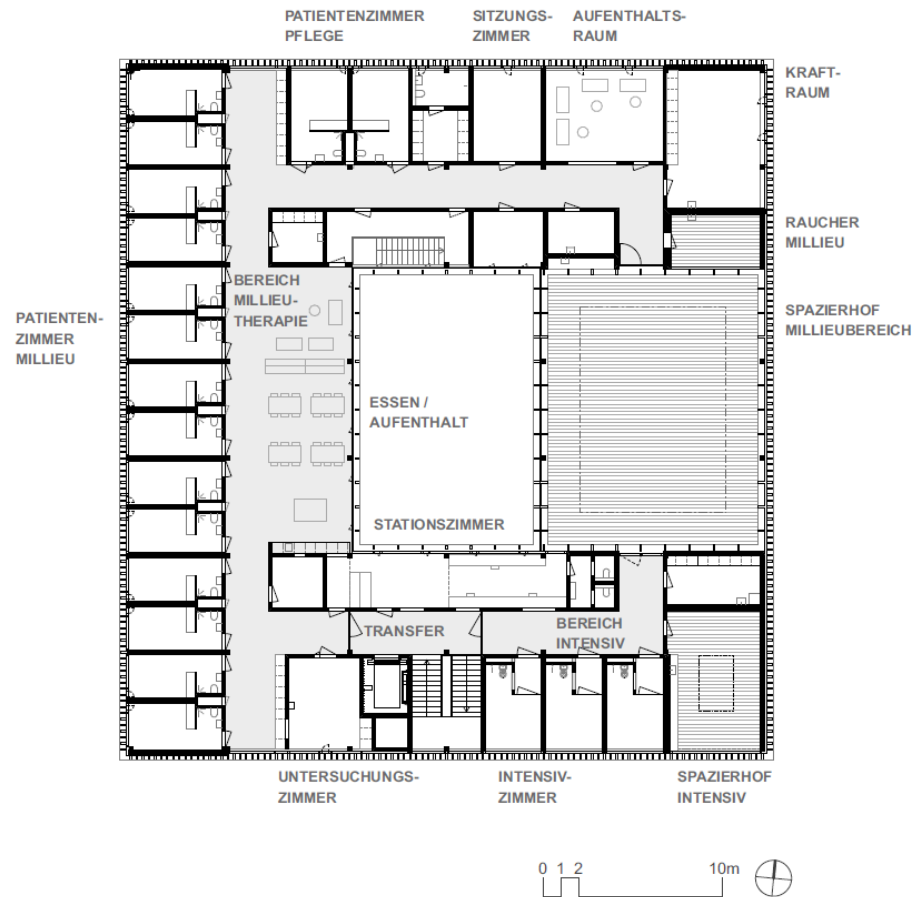 PATIENTENZIMMER
PFLEGE
SITZUNGS-
ZIMMER
AUFENTHALTS-
RAUM
KRAFT-
RAUM
RAUCHER
MILLIEU
SPAZIERHOF
MILLIEUBEREICH
BEREICH
MILLIEU-
THERAPIE
PATIENTEN-
ZIMMER
MILLIEU
ESSEN /
AUFENTHALT
STATIONSZIMMER
TRANSFER
BEREICH
INTENSIV
UNTERSUCHUNGS-
ZIMMER
INTENSIV-
ZIMMER
SPAZIERHOF
INTENSIV
0 1 2 10m